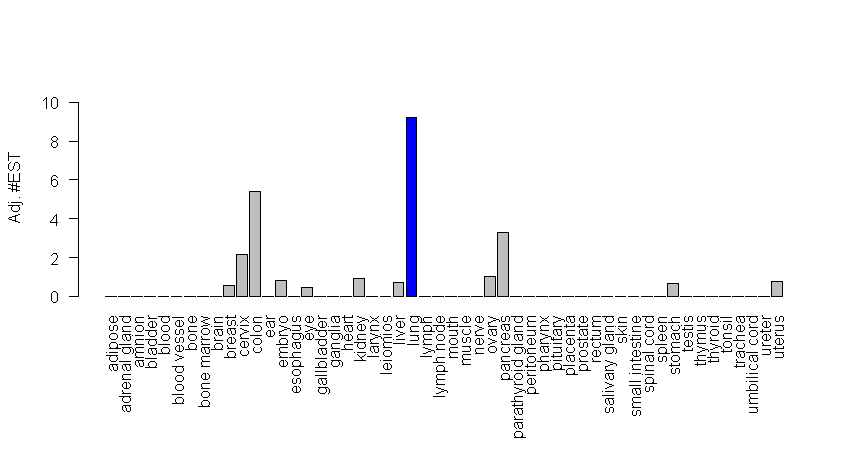 Adj. #EST
10
8
6
4
2
0
adipose
adrenal gland
amnion
bladder
blood
blood vessel
bone
bone marrow
brain
breast
cervix
colon
ear
embryo
esophagus
eye
gallbladder
ganglia
heart
kidney
larynx
leiomios
liver
lung
lymph
lymph node
mouth
muscle
nerve
ovary
pancreas
parathyroid gland
peritoneum
pharynx
pituitary
placenta
prostate
rectum
salivary gland
skin
small intestine
spinal cord
spleen
stomach
testis
thymus
thyroid
tonsil
trachea
umbilical cord
ureter
uterus